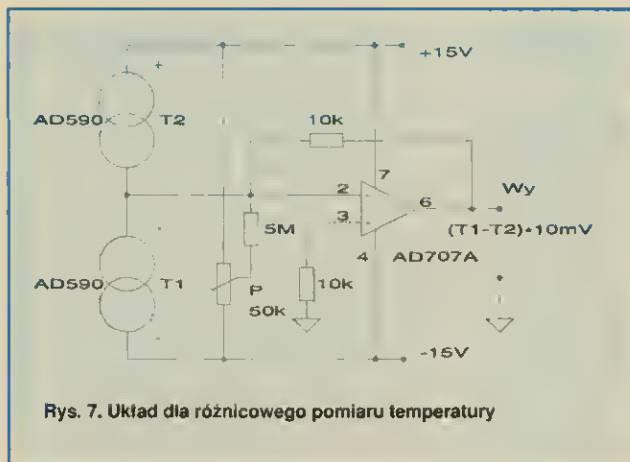 +15V
AD590 T2
10k
7
2
6
Wy
3
5M
(T1-T2)•10mV
4
AD707A
AD590 T1
P
50k
10k
-15V
Rys. 7. Układ dla różnicowego pomiaru temperatury